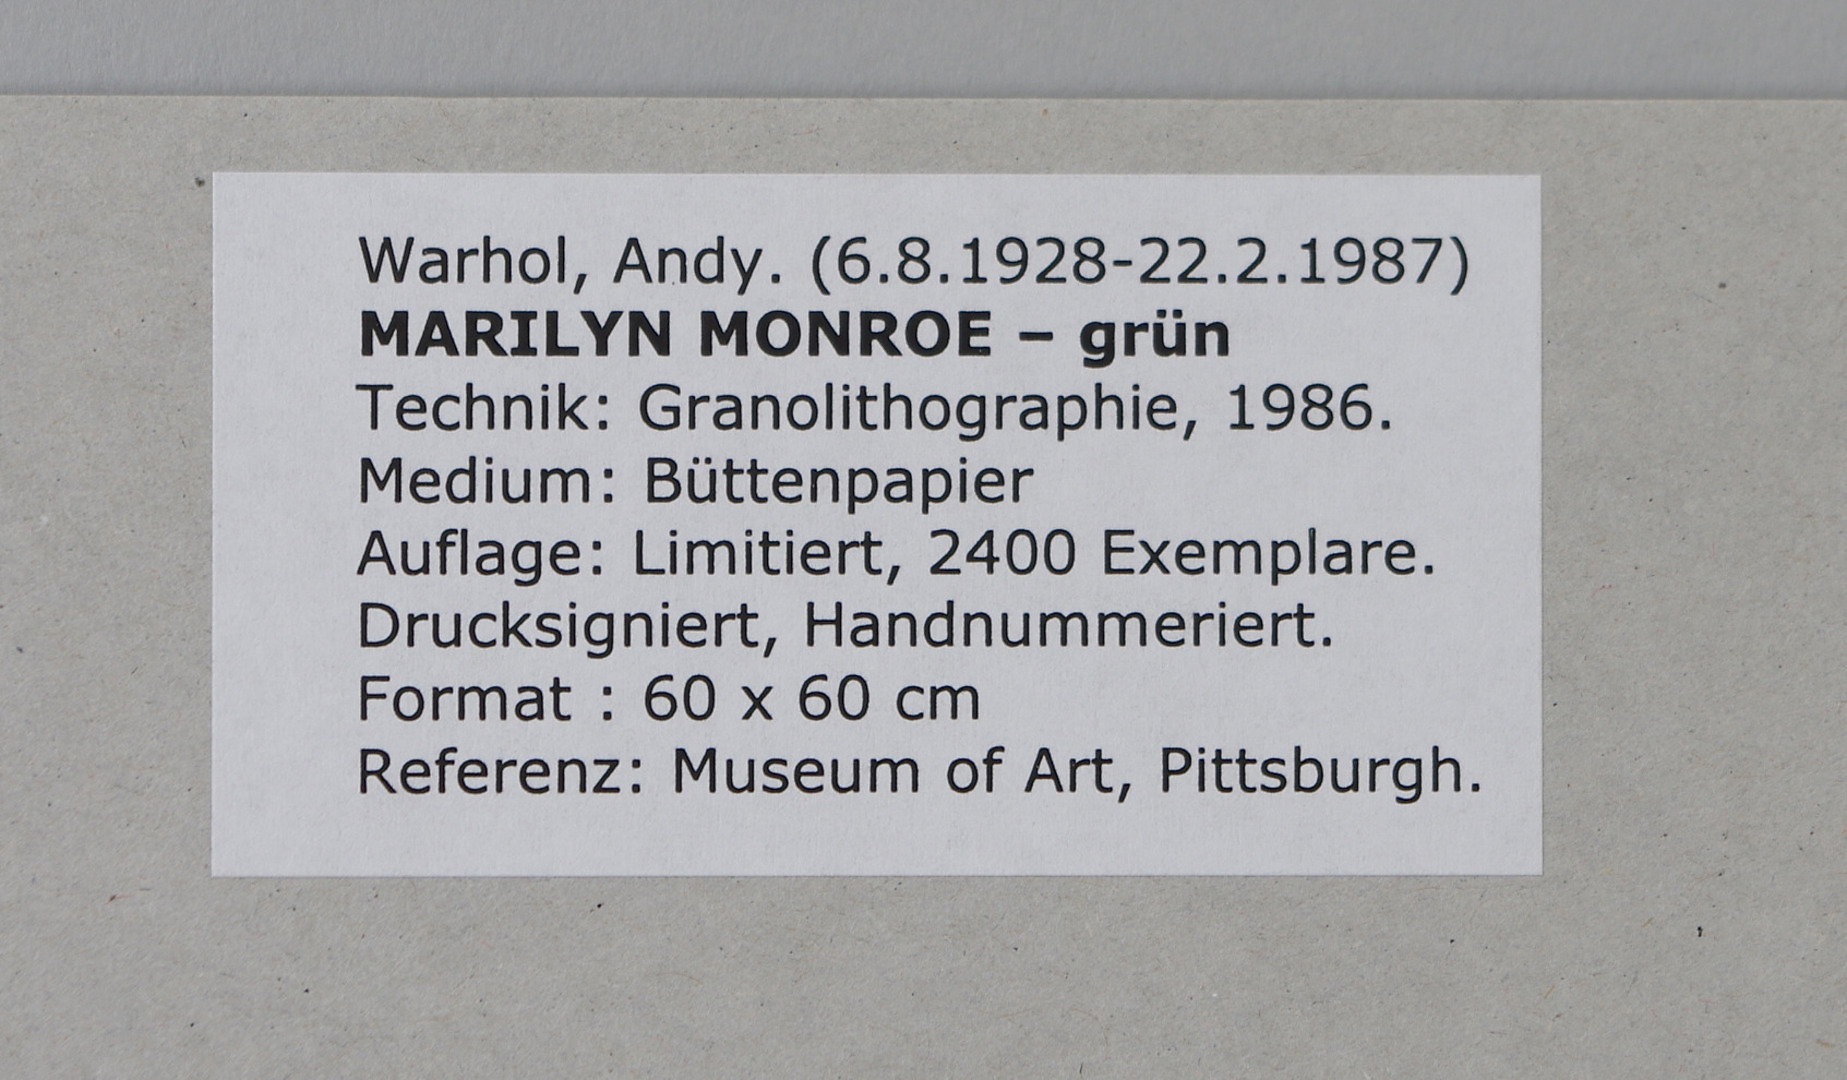 Warhol, Andy. (6.8.1928-22.2.1987)
MARILYN MONROE – grün
Technik: Granolithographie, 1986.
Medium: Büttenpapier
Auflage: Limitiert, 2400 Exemplare.
Drucksigniert, Handnummeriert.
Format : 60 x 60 cm
Referenz: Museum of Art, Pittsburgh.